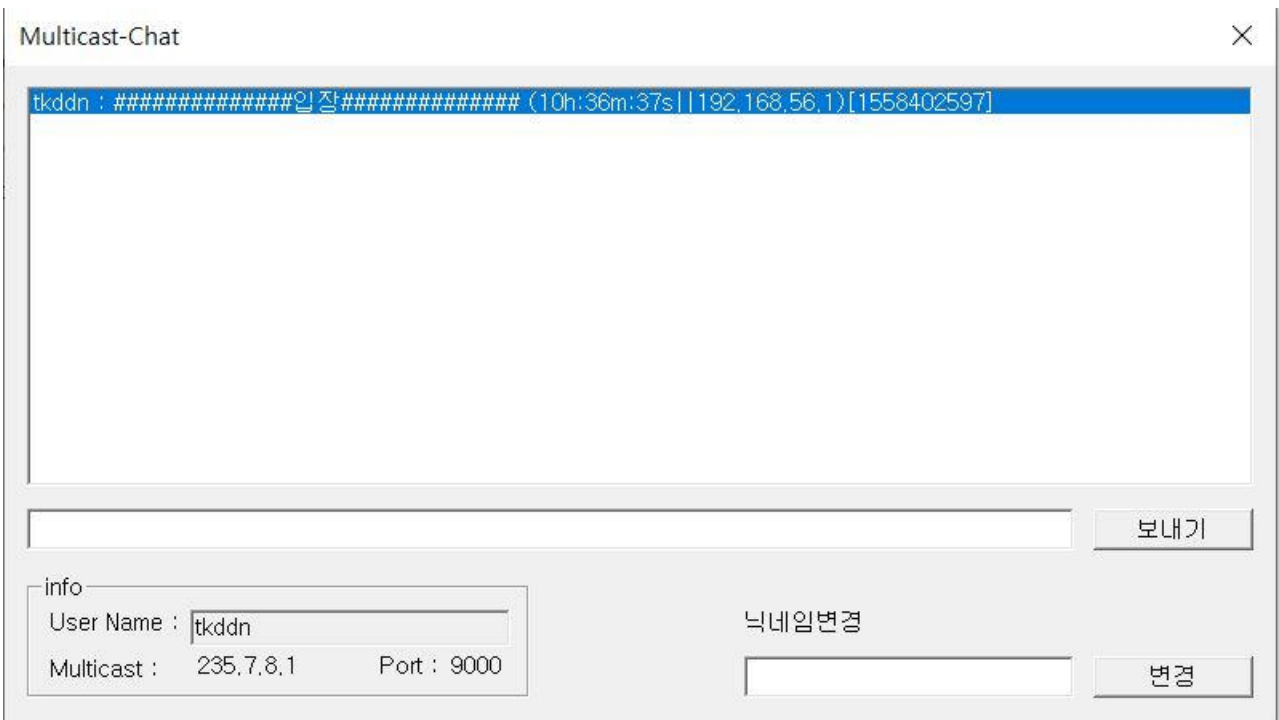 Multicast-Chat
tkddn : ##############입장############## (10h:36m:37s||192,168,56,1)[1558402597]
보내기
info
User Name : tkddn
Multicast : 235,7,8,1 Port : 9000
닉네임변경
변경